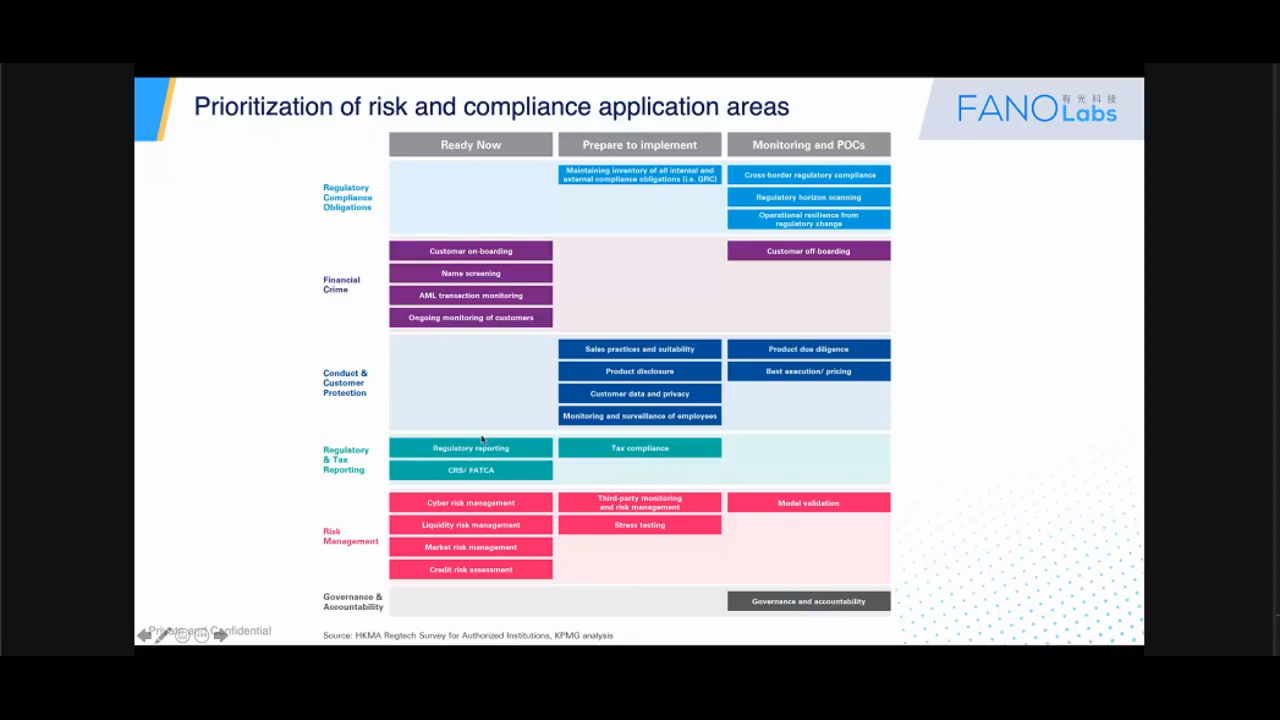 Prioritization of risk and compliance application areas
FANO 有光科技
Labs
Ready Now
Prepare to implement
Monitoring and POCs
Regulatory
Compliance
Obligations
Maintaining inventory of all internal and
external compliance obligations (i.e. GRC)
Cross-border regulatory compliance
Regulatory horizon scanning
Operational resilience from
regulatory change
Financial
Crime
Customer on-boarding
Name screening
AML transaction monitoring
Ongoing monitoring of customers
Customer off-boarding
Conduct &
Customer
Protection
Sales practices and suitability
Product disclosure
Customer data and privacy
Monitoring and surveillance of employees
Product due diligence
Best execution/ pricing
Regulatory
& Tax
Reporting
Regulatory reporting
CRS/ FATCA
Tax compliance
Risk
Management
Cyber risk management
Liquidity risk management
Market risk management
Credit risk assessment
Third-party monitoring
and risk management
Stress testing
Model validation
Governance &
Accountability
Governance and accountability
Private and Confidential
Source: HKMA Regtech Survey for Authorized Institutions, KPMG analysis